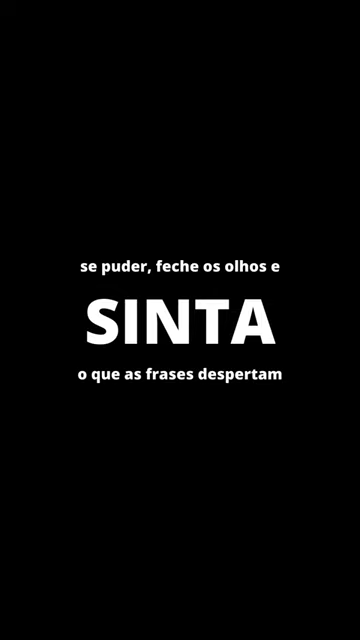 se puder, feche os olhos e
SINTA
o que as frases despertam